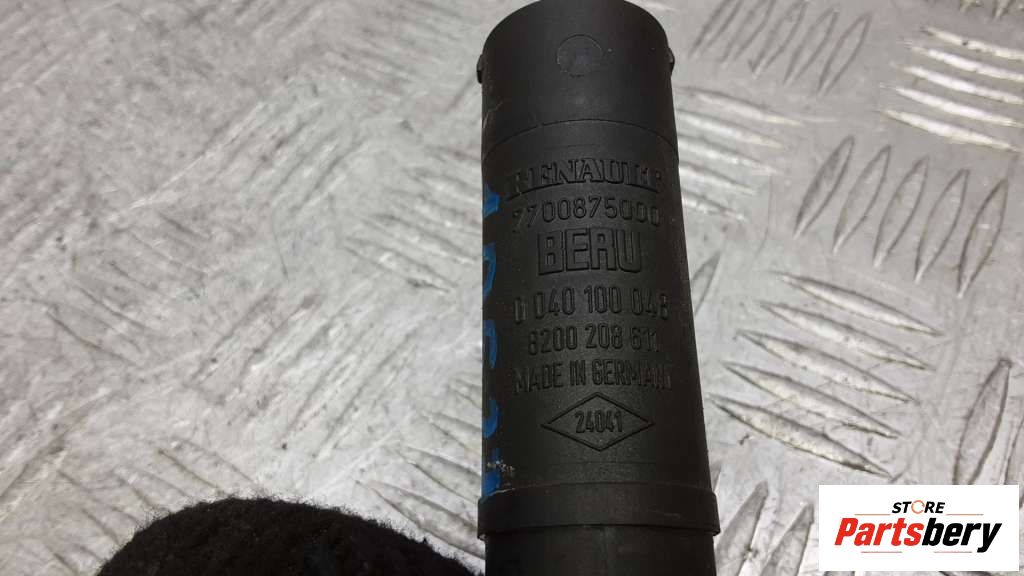 RENAULT
7700875000
BERU
0 040 100 048
8200 208 611
MADE IN GERMANY
24041
STORE
Partsbery